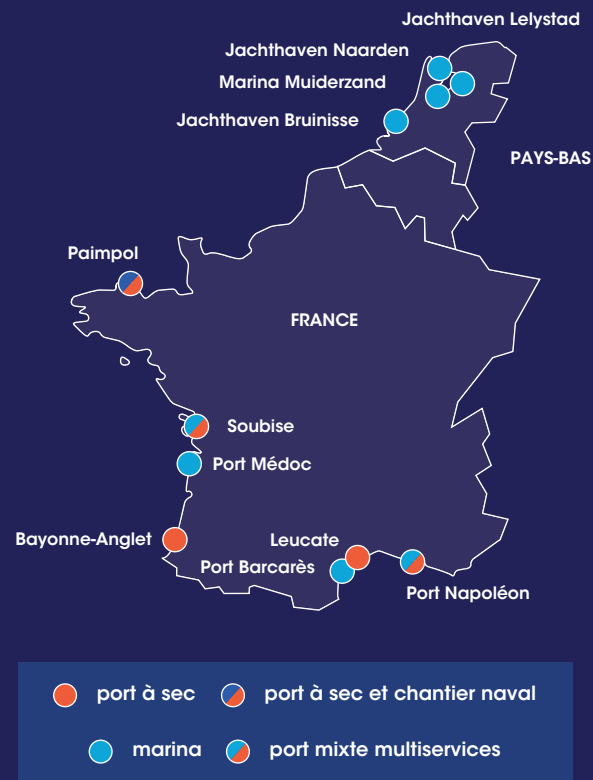 Jachthaven Lelystad
Jachthaven Naarden
Marina Muiderzand
Jachthaven Bruinisse
PAYS-BAS
Paimpol
FRANCE
Soubise
Port Médoc
Bayonne-Anglet
Leucate
Port Barcarès
Port Napoléon
port à sec
port à sec et chantier naval
marina
port mixte multiservices